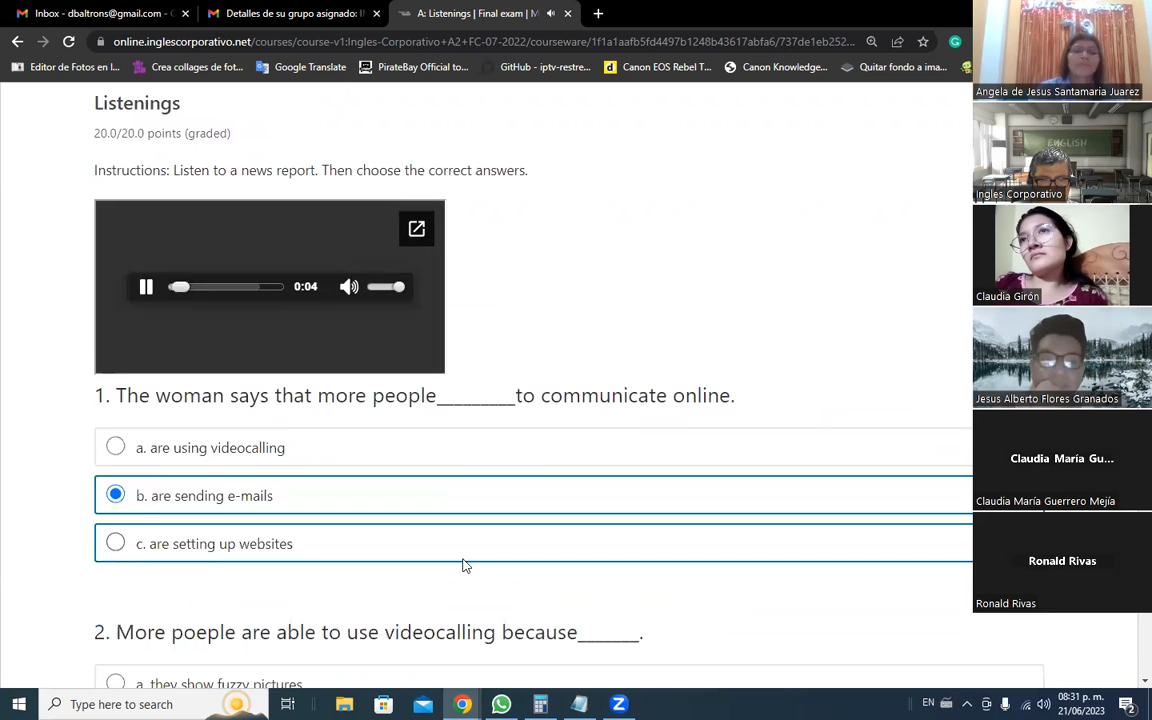 Inbox - dbaltrons@gmail.com -
Detalles de su grupo asignado: I
A: Listenings | Final exam | M
online.inglescorporativo.net/courses/course-v1:Ingles-Corporativo+A2+FC-07-2022/courseware/1f1a1aafb5fd4497b1248b43617abfa6/737de1eb252...
Editor de Fotos en l...
Crea collages de fot...
Google Translate
PirateBay Official to...
GitHub - iptv-restre...
Canon EOS Rebel T...
Canon Knowledge...
Quitar fondo a ima...
Listenings
20.0/20.0 points (graded)
Instructions: Listen to a news report. Then choose the correct answers.
0:04
1. The woman says that more people_________to communicate online.
a. are using videocalling
b. are sending e-mails
c. are setting up websites
2. More poeple are able to use videocalling because_______.
a. they show fuzzy pictures
Angela de Jesus Santamaria Juarez
ENGLISH
Ingles Corporativo
Claudia Girón
Jesus Alberto Flores Granados
Claudia María Gu...
Claudia María Guerrero Mejía
Ronald Rivas
Ronald Rivas
Type here to search
EN
08:31 p. m.
21/06/2023
2